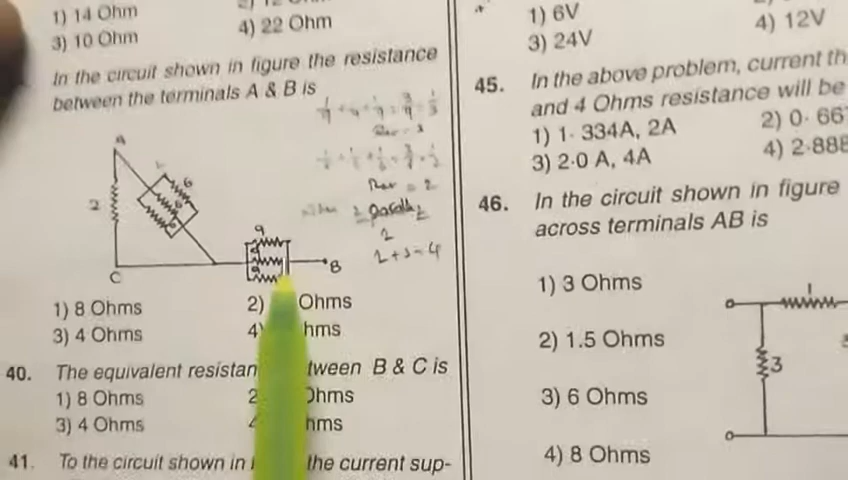 1) 14 Ohm
3) 10 Ohm
4) 22 Ohm
In the circuit shown in figure the resistance
between the terminals A & B is
A
2
6
9
9
C
B
parallel
2
2+3=4
1) 8 Ohms
2) Ohms
3) 4 Ohms
4) hms
40. The equivalent resistan tween B & C is
1) 8 Ohms
2 Ohms
3) 4 Ohms
hms
41. To the circuit shown in the current sup-
1) 6V
3) 24V
4) 12V
45. In the above problem, current th
and 4 Ohms resistance will be
1) 1·334A, 2A
2) 0·66
3) 2·0 A, 4A
4) 2·888
46. In the circuit shown in figure
across terminals AB is
1) 3 Ohms
2) 1.5 Ohms
3) 6 Ohms
4) 8 Ohms
1
3